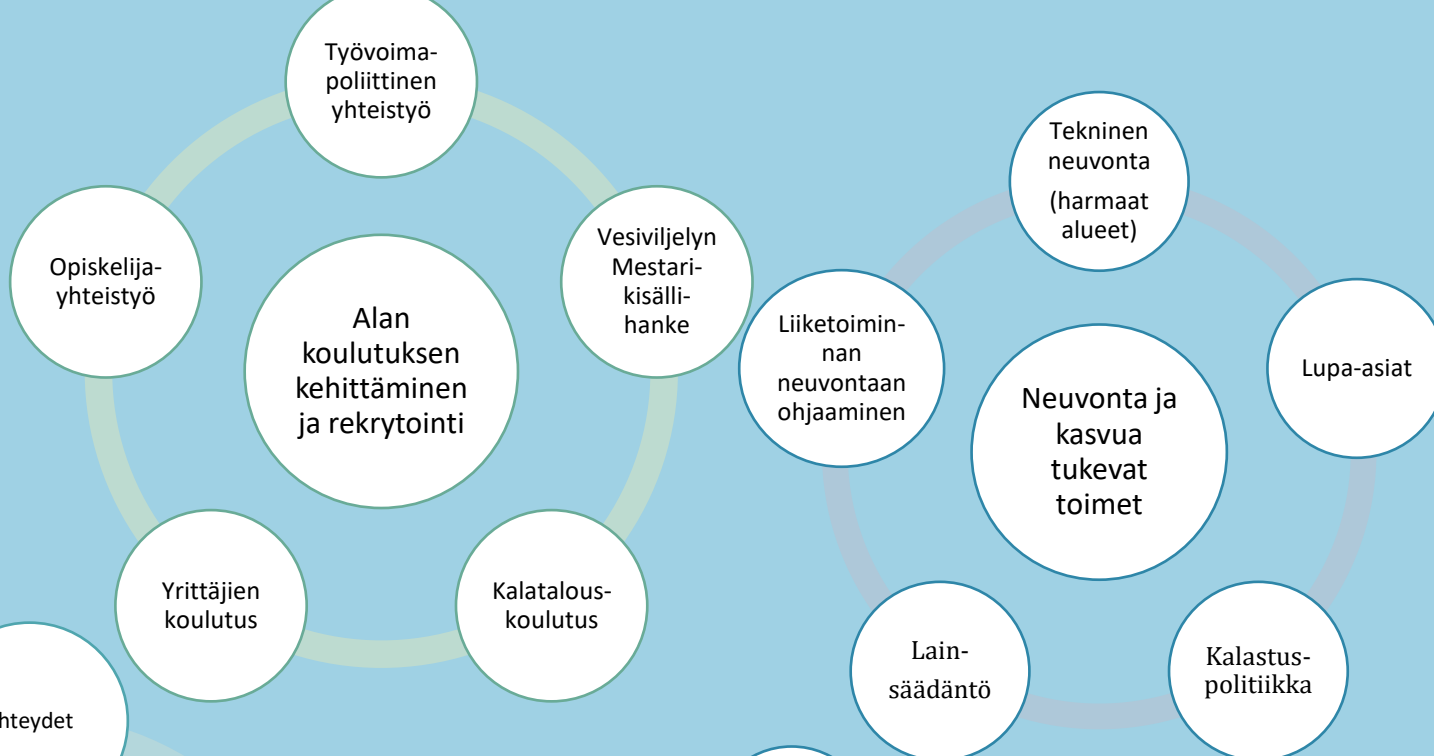 Työvoima-
poliittinen
yhteistyö
Opiskelija-
yhteistyö
Vesiviljelyn
Mestari-
kisälli-
hanke
Alan
koulutuksen
kehittäminen
ja rekrytointi
Yrittäjien
koulutus
Kalatalous-
koulutus
hteydet
Tekninen
neuvonta
(harmaat
alueet)
Liiketoimin-
nan
neuvontaan
ohjaaminen
Lupa-asiat
Neuvonta ja
kasvua
tukevat
toimet
Lain-
säädäntö
Kalastus-
politiikka